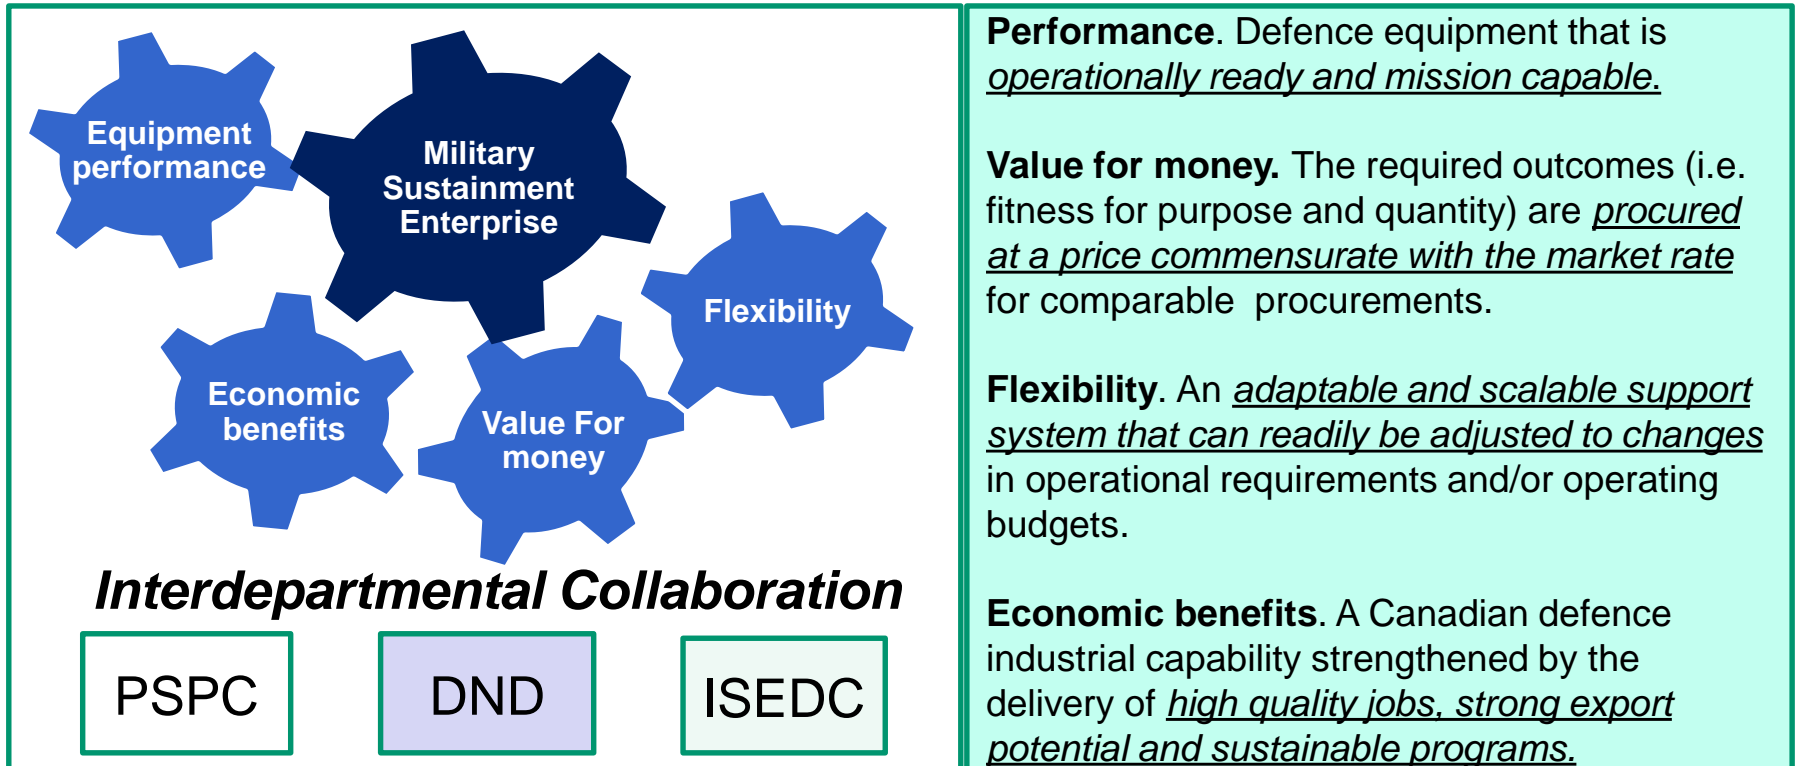 Equipment
performance
Military
Sustainment
Enterprise
Flexibility
Economic
benefits
Value For
money
Interdepartmental Collaboration
PSPC
DND
ISEDC
Performance. Defence equipment that is
operationally ready and mission capable.
Value for money. The required outcomes (i.e.
fitness for purpose and quantity) are procured
at a price commensurate with the market rate
for comparable procurements.
Flexibility. An adaptable and scalable support
system that can readily be adjusted to changes
in operational requirements and/or operating
budgets.
Economic benefits. A Canadian defence
industrial capability strengthened by the
delivery of high quality jobs, strong export
potential and sustainable programs.